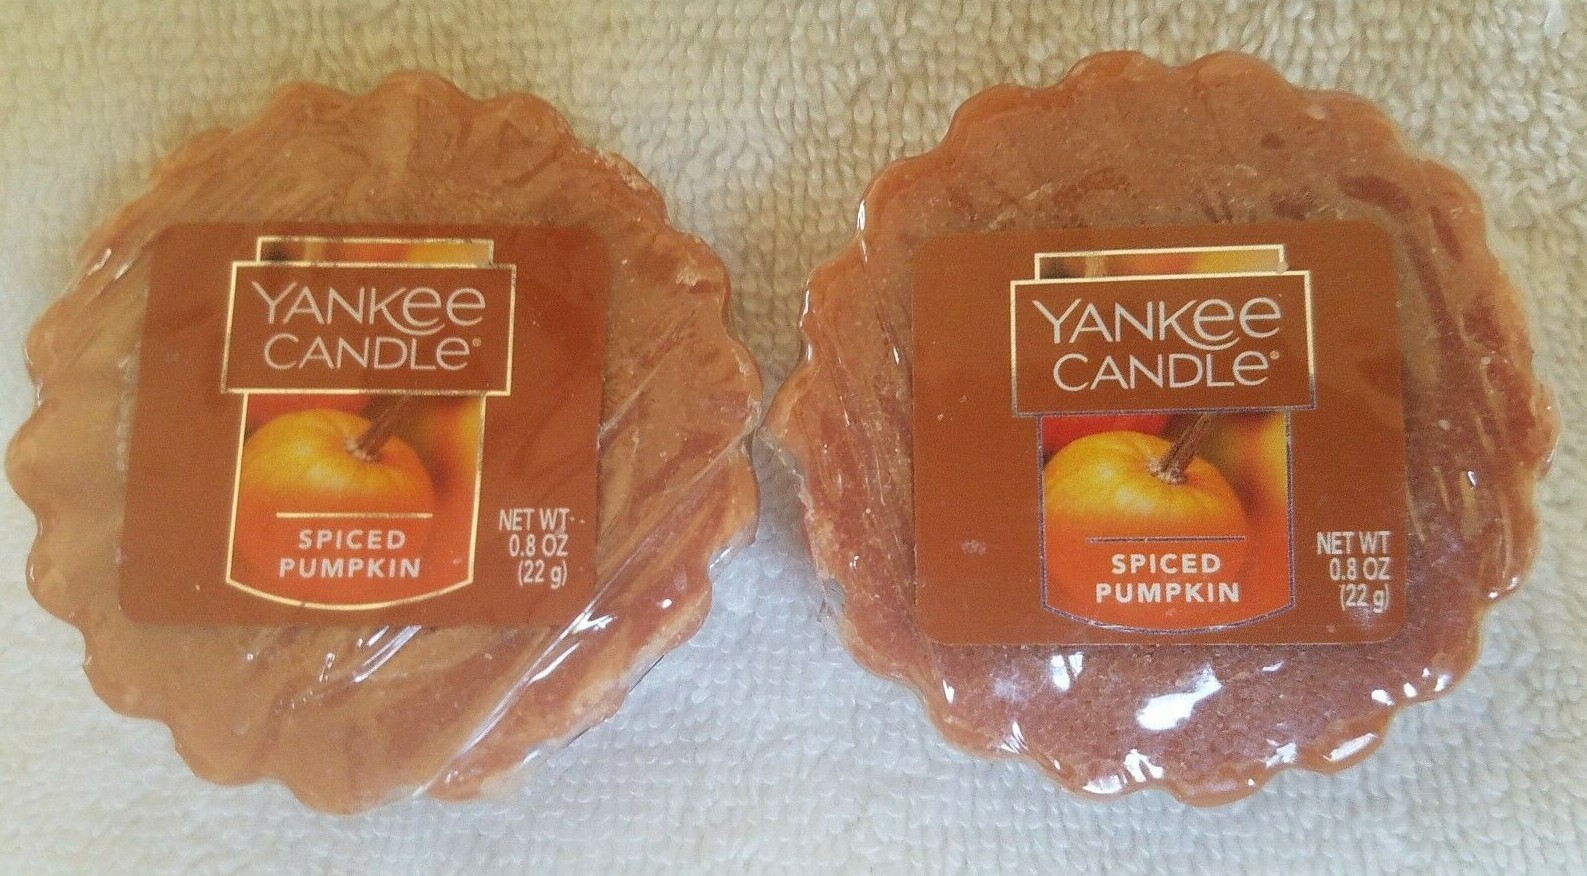 YANKee
CANDLe®
SPICED
PUMPKIN
NET WT
0.8 OZ
(22 g)
YANKee
CANDLe®
SPICED
PUMPKIN
NET WT
0.8 OZ
(22 g)